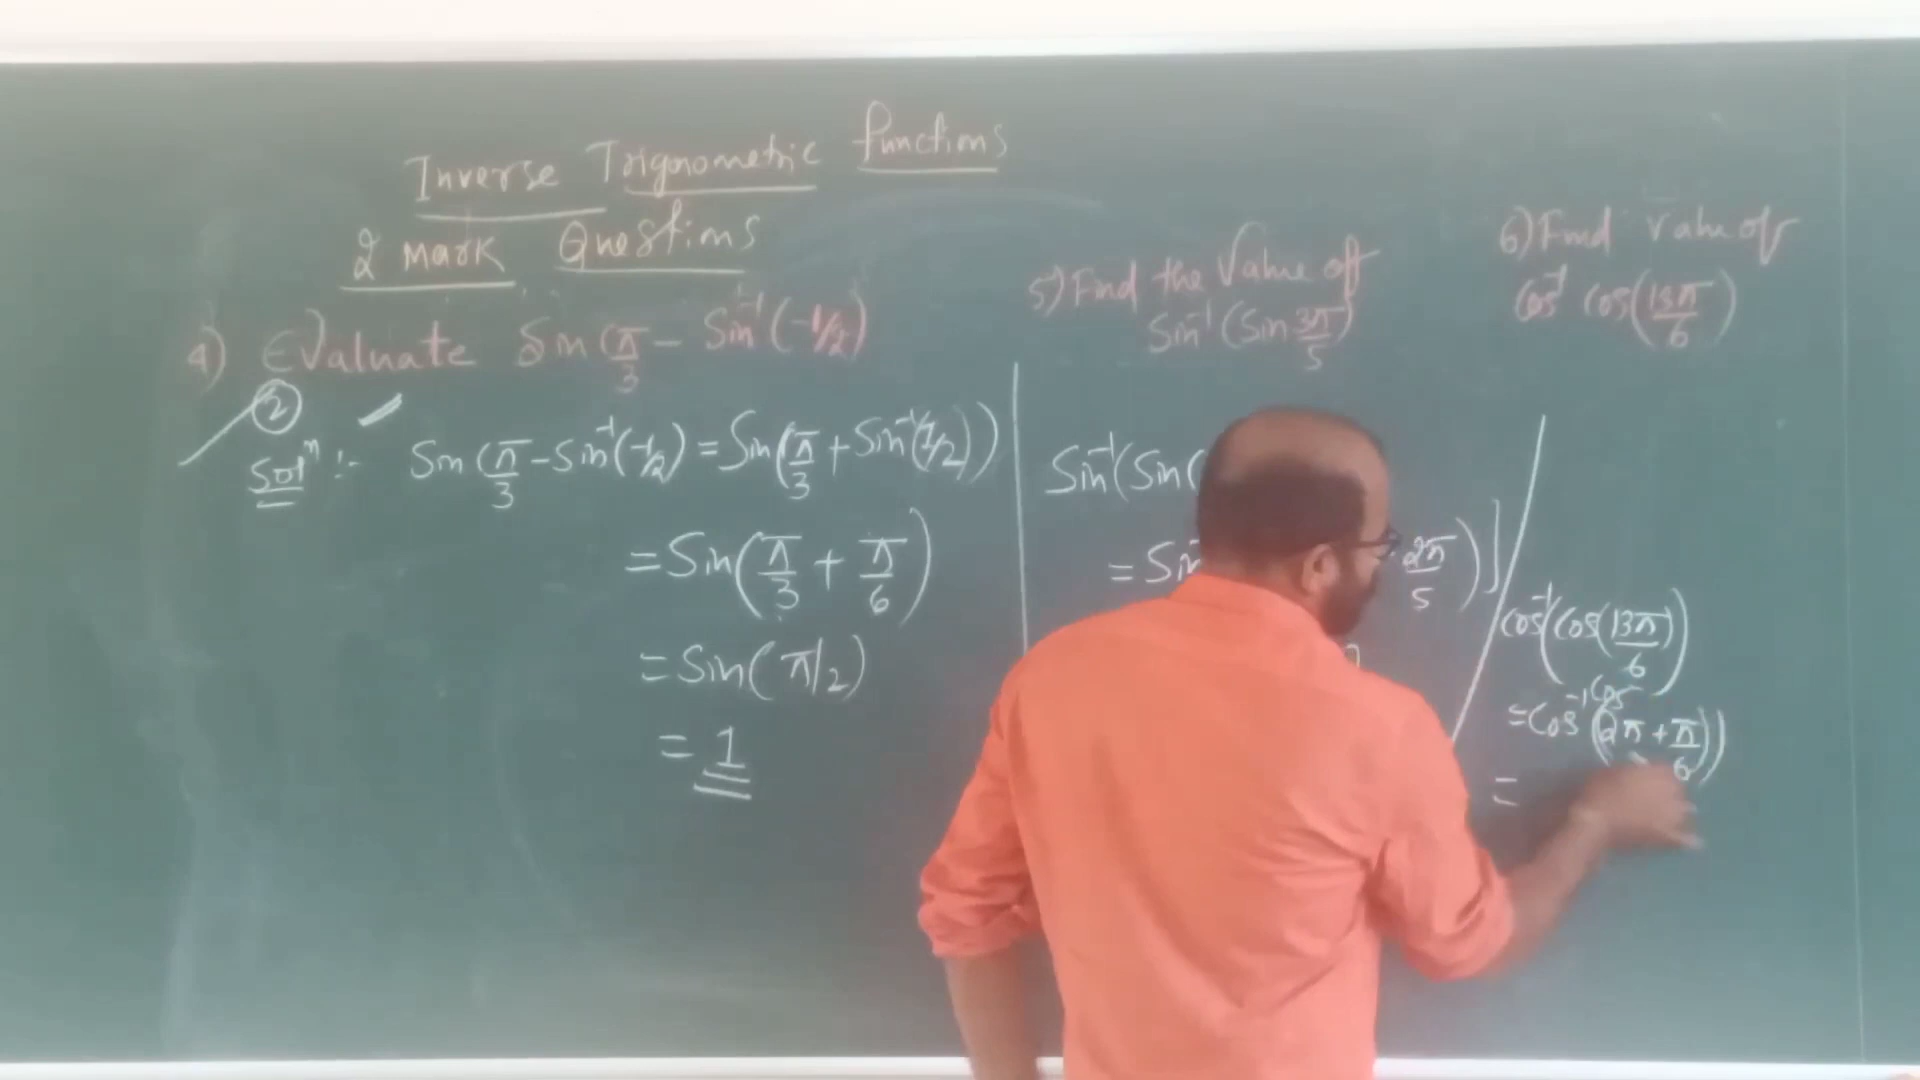 Inverse Trigonometric functions
2 mark Questions
4) Evaluate Sin(π/3 - Sin⁻¹(-1/2)
2
Solⁿ :- Sin(π/3 - Sin⁻¹(-1/2) = Sin(π/3 + Sin⁻¹(1/2))
= Sin(π/3 + π/6)
= Sin(π/2)
= 1
5) Find the Value of
Sin⁻¹(Sin 3π/5)
Sin⁻¹(Sin(
= Sin
2π/5)]
6) Find Value of
Cos⁻¹ Cos(13π/6)
Cos⁻¹(Cos(13π/6)
= Cos⁻¹ Cos(2π + π/6))
=